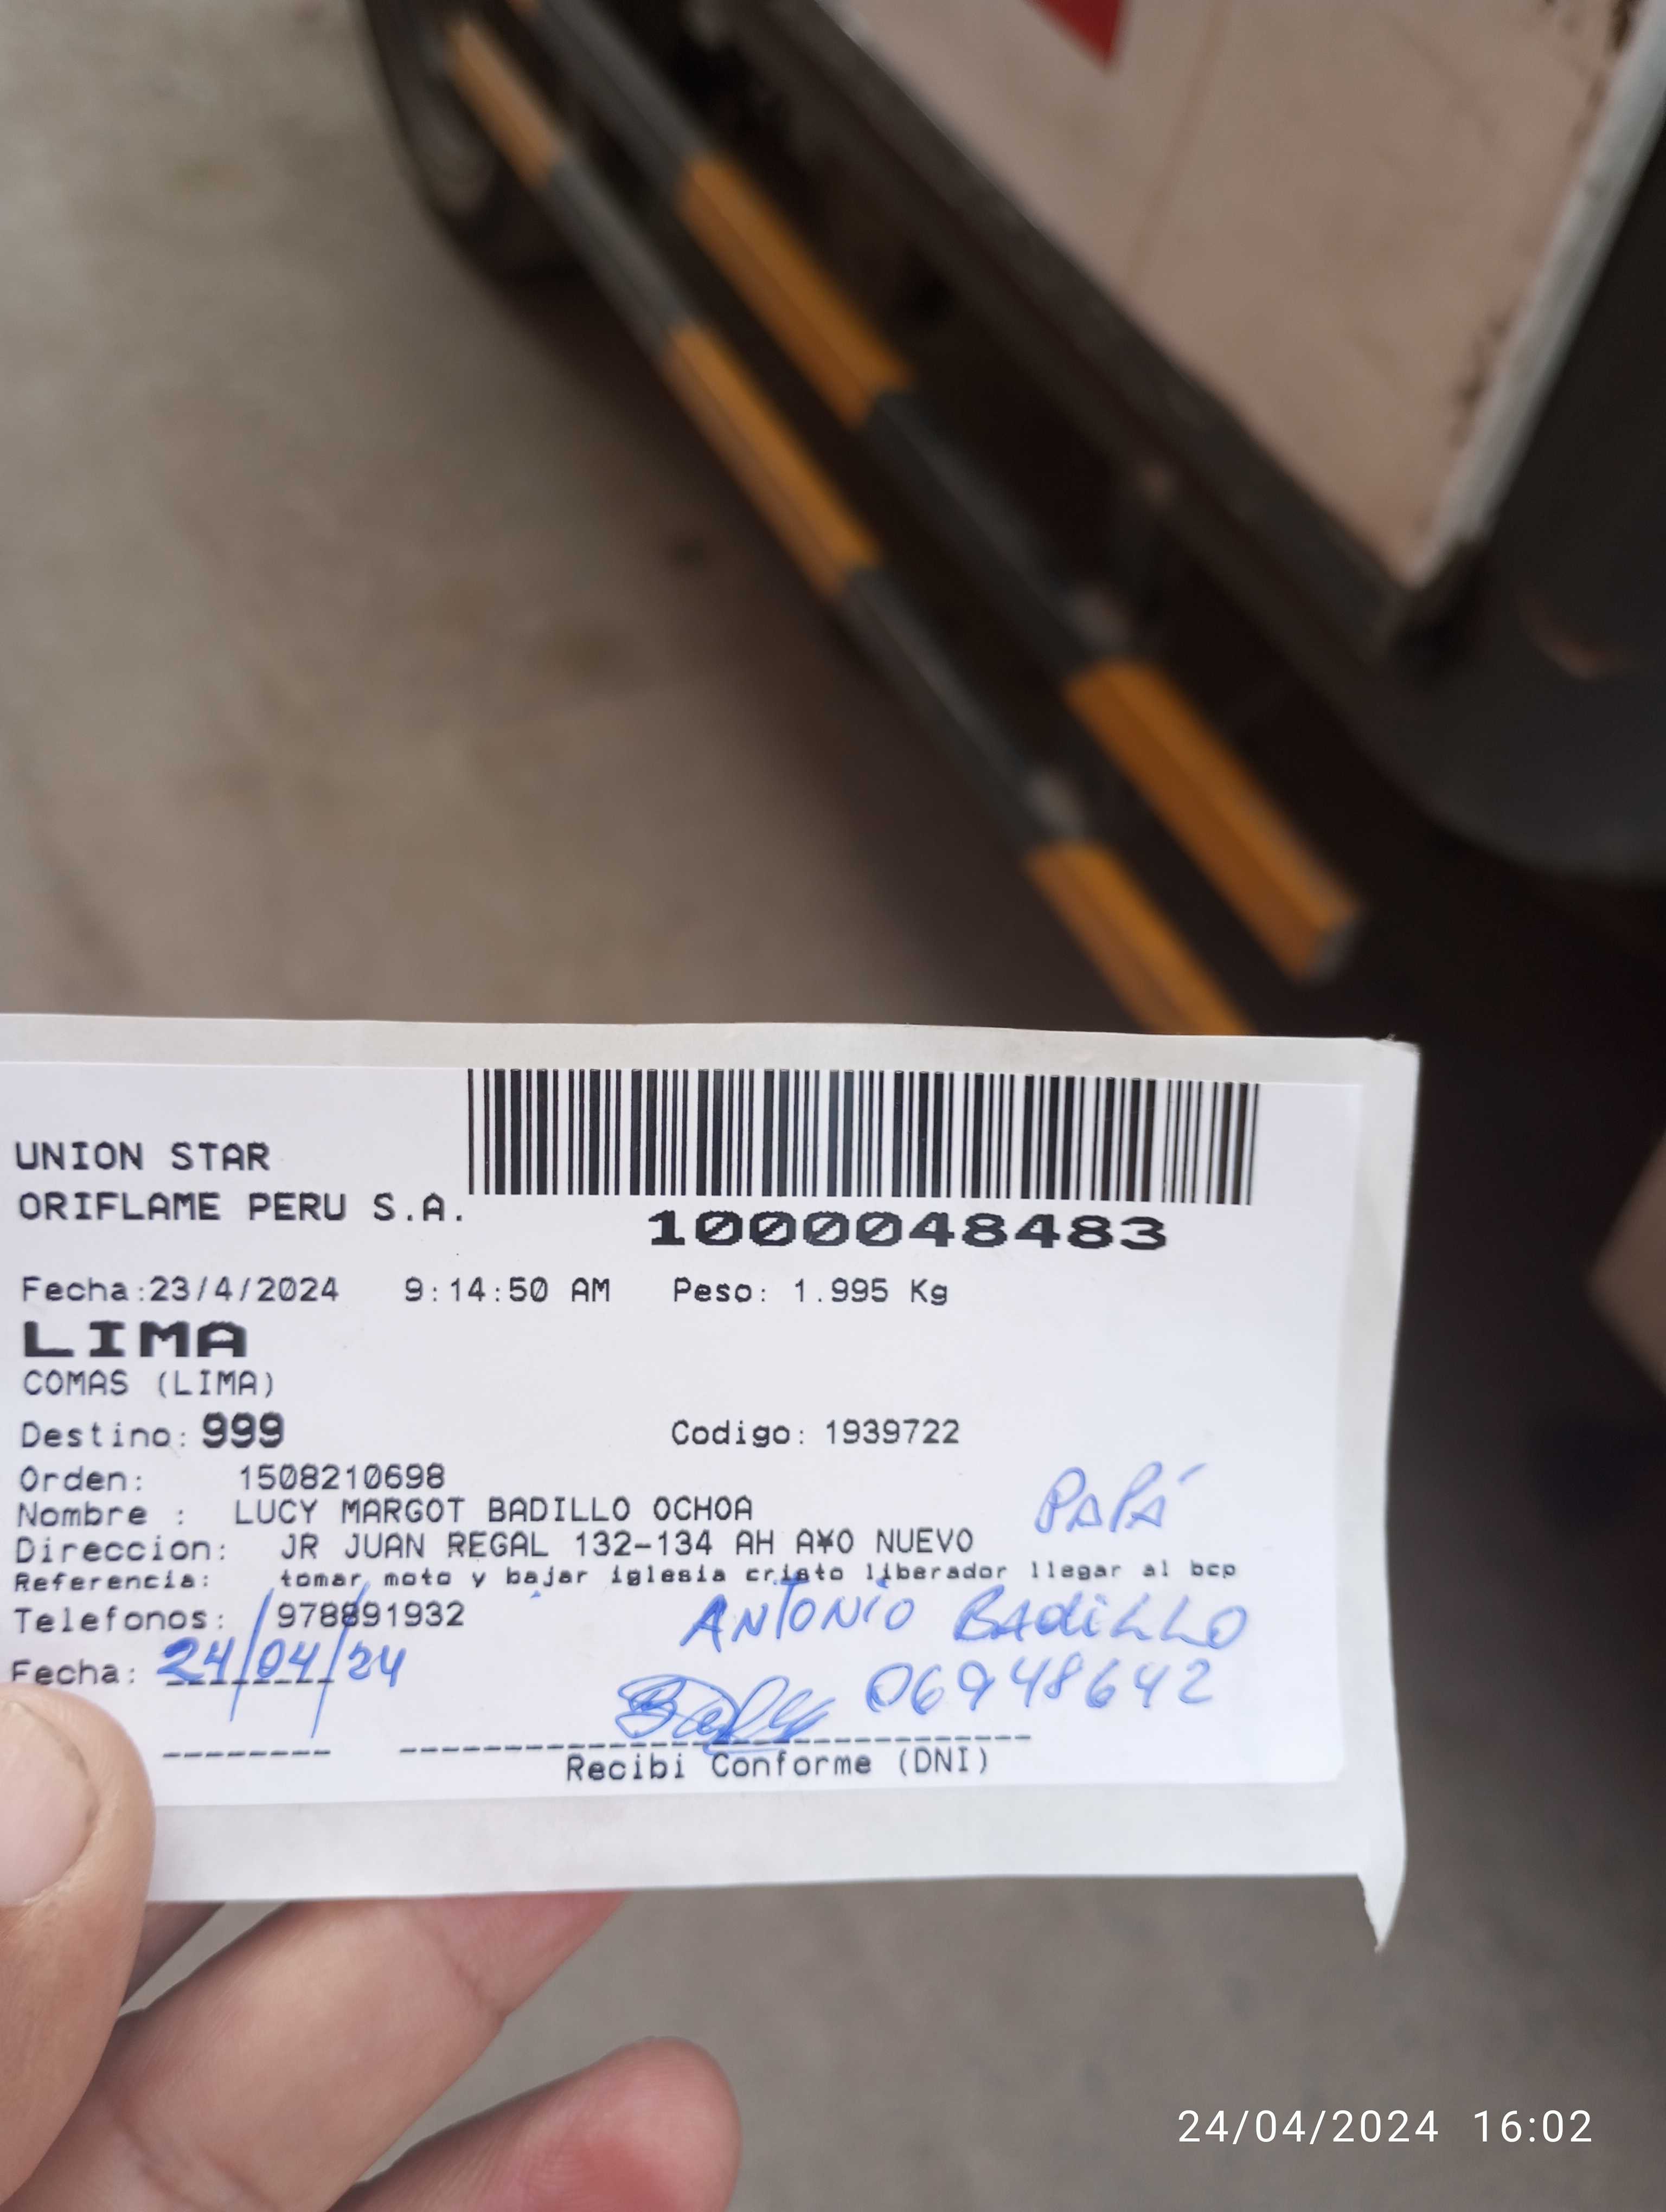 UNION STAR
ORIFLAME PERU S.A.
1000048483
Fecha:23/4/2024 9:14:50 AM Peso: 1.995 Kg
LIMA
COMAS (LIMA)
Destino: 999 Codigo: 1939722
Orden: 1508210698
Nombre : LUCY MARGOT BADILLO OCHOA PAPÁ
Direccion: JR JUAN REGAL 132-134 AH A¥O NUEVO
Referencia: tomar moto y bajar iglesia cristo liberador llegar al bcp
Telefonos: 978891932 ANTONIO BADILLO
Fecha: 24/04/24 06948642
Recibi Conforme (DNI)
24/04/2024 16:02